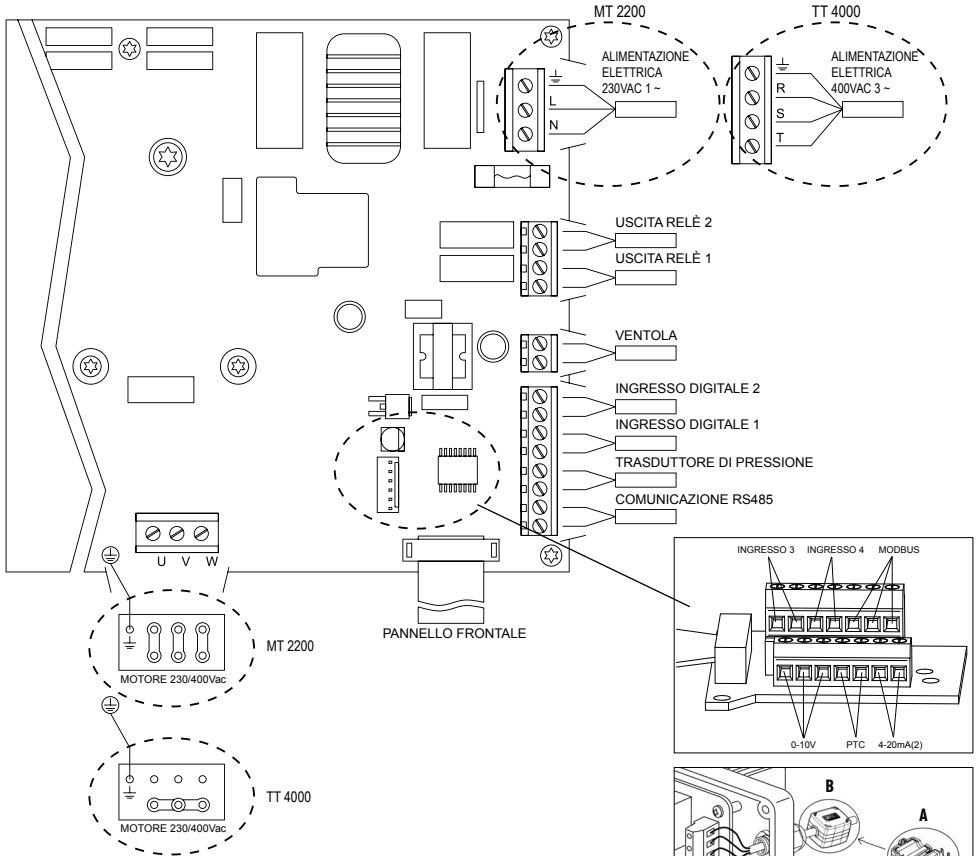 MT 2200
TT 4000
ALIMENTAZIONE
ELETTRICA
230VAC 1 ~
L
N
ALIMENTAZIONE
ELETTRICA
400VAC 3 ~
R
S
T
USCITA RELÈ 2
USCITA RELÈ 1
VENTOLA
INGRESSO DIGITALE 2
INGRESSO DIGITALE 1
TRASDUTTORE DI PRESSIONE
COMUNICAZIONE RS485
U V W
PANNELLO FRONTALE
MT 2200
MOTORE 230/400Vac
TT 4000
MOTORE 230/400Vac
INGRESSO 3 INGRESSO 4 MODBUS
0-10V PTC 4-20mA(2)
B
A